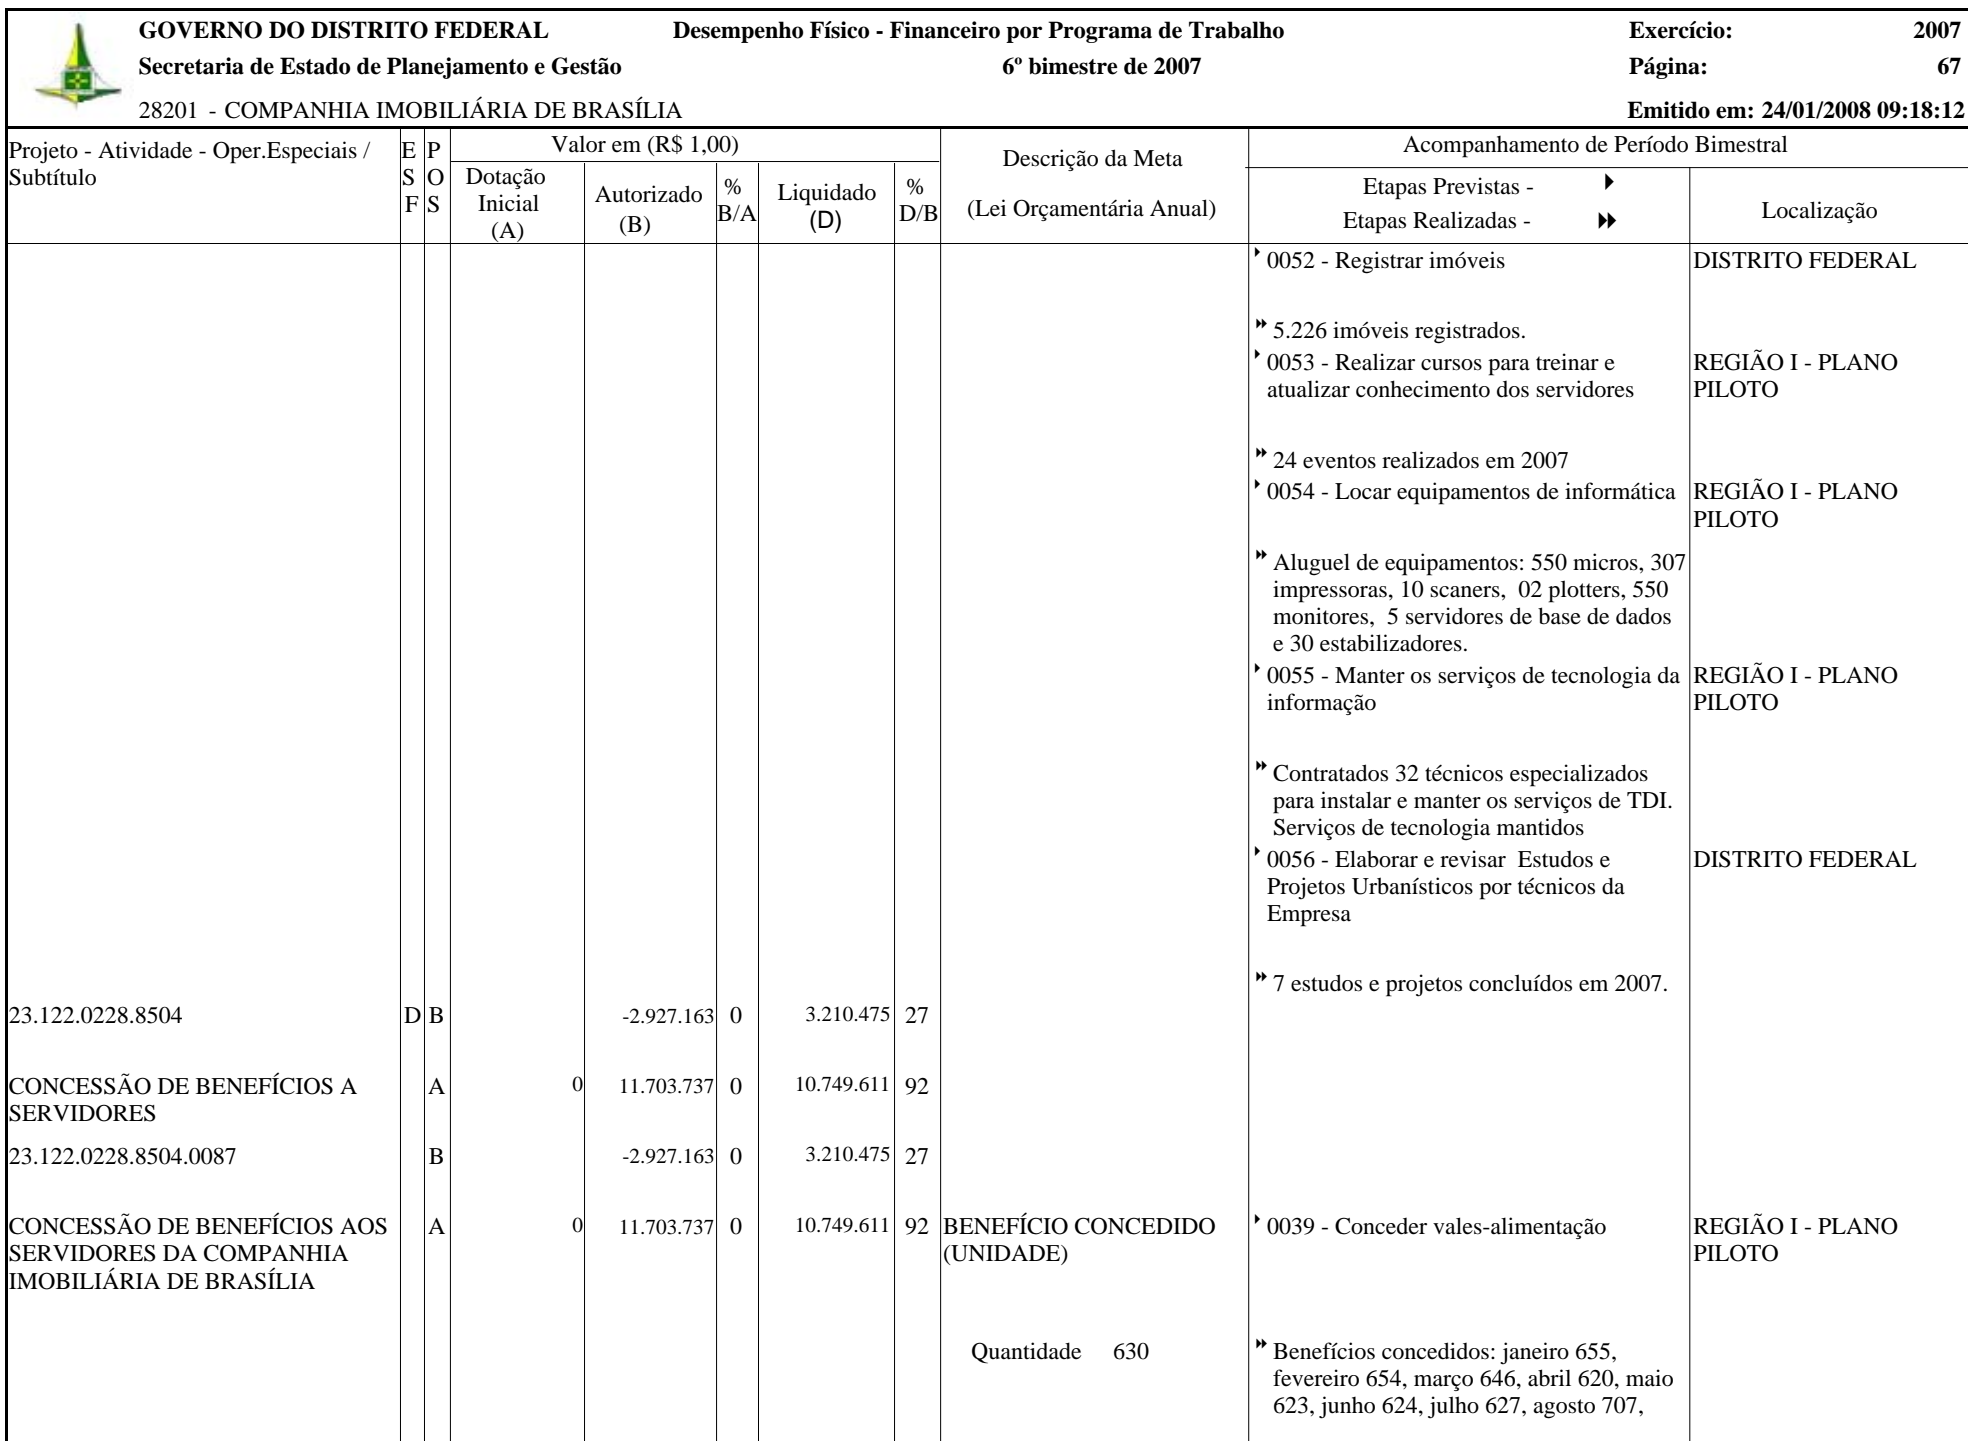 GOVERNO DO DISTRITO FEDERAL Desempenho Físico - Financeiro por Programa de Trabalho Exercício: 2007
Secretaria de Estado de Planejamento e Gestão 6º bimestre de 2007 Página: 67
28201 - COMPANHIA IMOBILIÁRIA DE BRASÍLIA Emitido em: 24/01/2008 09:18:12
Projeto - Atividade - Oper.Especiais /
Subtítulo
E
S
F
P
O
S
Valor em (R$ 1,00)
Dotação
Inicial
(A)
Autorizado
(B)
%
B/A
Liquidado
(D)
%
D/B
Descrição da Meta
(Lei Orçamentária Anual)
Acompanhamento de Período Bimestral
Etapas Previstas -
Etapas Realizadas -
Localização
0052 - Registrar imóveis DISTRITO FEDERAL
5.226 imóveis registrados.
0053 - Realizar cursos para treinar e REGIÃO I - PLANO
atualizar conhecimento dos servidores PILOTO
24 eventos realizados em 2007
0054 - Locar equipamentos de informática REGIÃO I - PLANO
PILOTO
Aluguel de equipamentos: 550 micros, 307
impressoras, 10 scaners, 02 plotters, 550
monitores, 5 servidores de base de dados
e 30 estabilizadores.
0055 - Manter os serviços de tecnologia da REGIÃO I - PLANO
informação PILOTO
Contratados 32 técnicos especializados
para instalar e manter os serviços de TDI.
Serviços de tecnologia mantidos
0056 - Elaborar e revisar Estudos e DISTRITO FEDERAL
Projetos Urbanísticos por técnicos da
Empresa
7 estudos e projetos concluídos em 2007.
23.122.0228.8504 D B -2.927.163 0 3.210.475 27
CONCESSÃO DE BENEFÍCIOS A A 0 11.703.737 0 10.749.611 92
SERVIDORES
23.122.0228.8504.0087 B -2.927.163 0 3.210.475 27
CONCESSÃO DE BENEFÍCIOS AOS A 0 11.703.737 0 10.749.611 92 BENEFÍCIO CONCEDIDO 0039 - Conceder vales-alimentação REGIÃO I - PLANO
SERVIDORES DA COMPANHIA (UNIDADE) PILOTO
IMOBILIÁRIA DE BRASÍLIA
Quantidade 630 Benefícios concedidos: janeiro 655,
fevereiro 654, março 646, abril 620, maio
623, junho 624, julho 627, agosto 707,